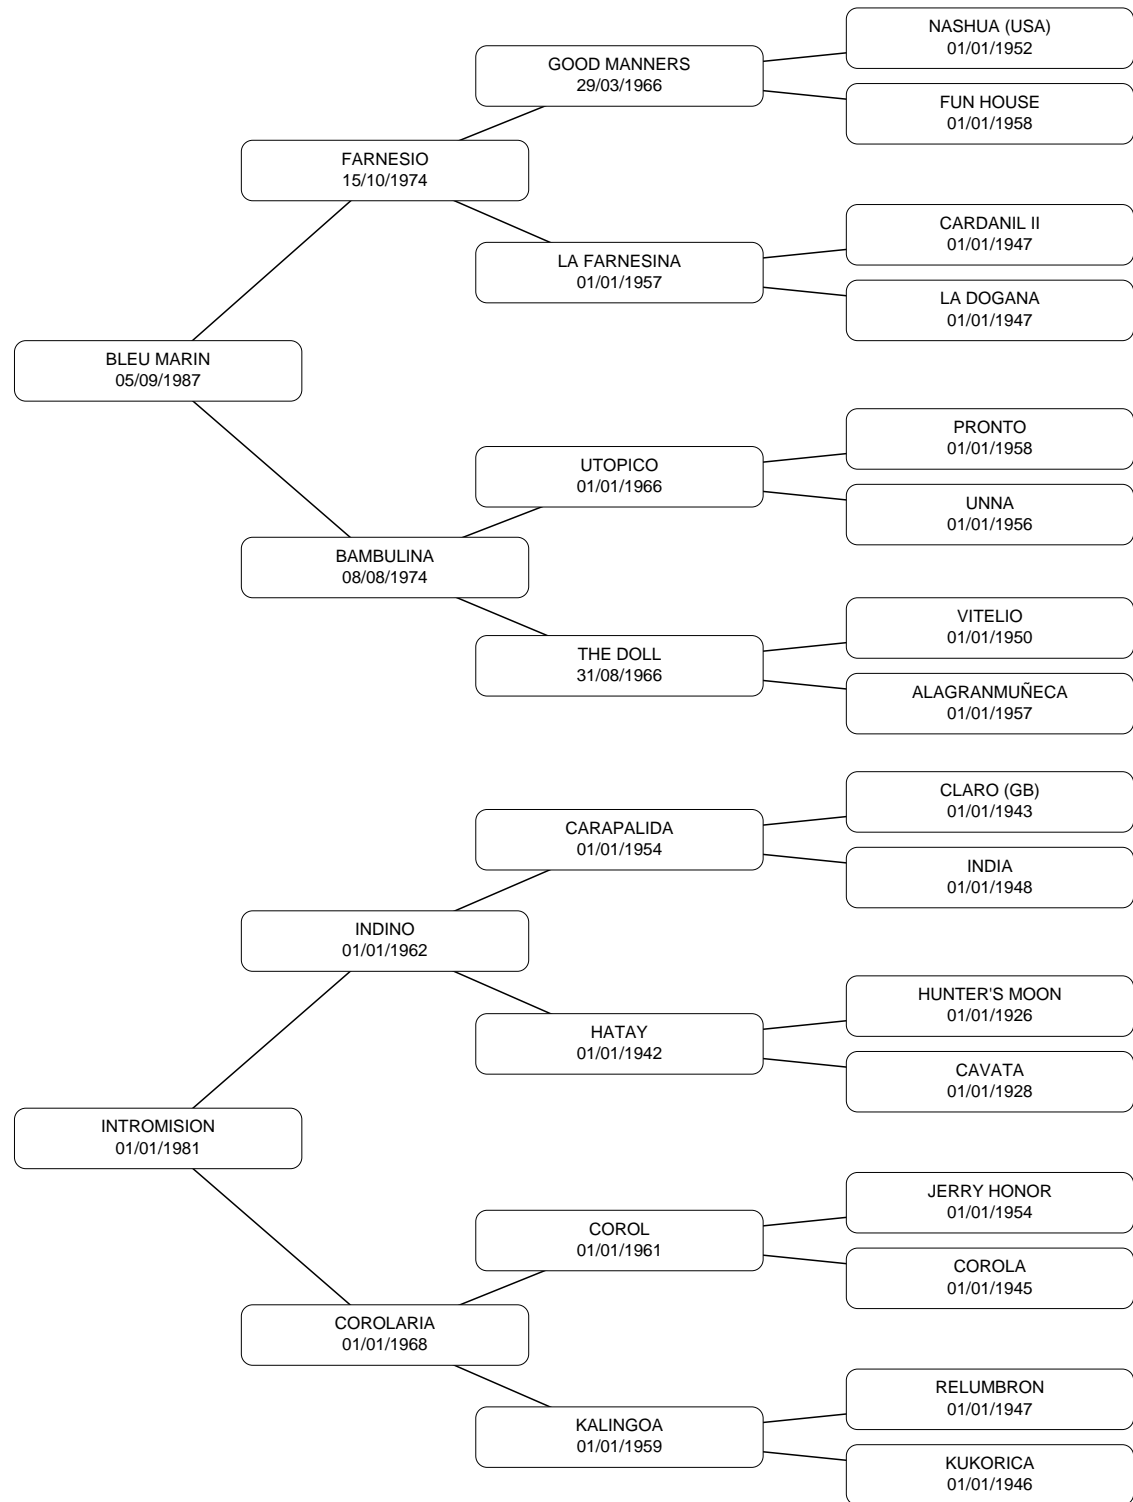 NASHUA (USA)
01/01/1952
GOOD MANNERS
29/03/1966
FUN HOUSE
01/01/1958
FARNESIO
15/10/1974
CARDANIL II
01/01/1947
LA FARNESINA
01/01/1957
LA DOGANA
01/01/1947
BLEU MARIN
05/09/1987
PRONTO
01/01/1958
UTOPICO
01/01/1966
UNNA
01/01/1956
BAMBULINA
08/08/1974
VITELIO
01/01/1950
THE DOLL
31/08/1966
ALAGRANMUÑECA
01/01/1957
CLARO (GB)
01/01/1943
CARAPALIDA
01/01/1954
INDIA
01/01/1948
INDINO
01/01/1962
HUNTER'S MOON
01/01/1926
HATAY
01/01/1942
CAVATA
01/01/1928
INTROMISION
01/01/1981
JERRY HONOR
01/01/1954
COROL
01/01/1961
COROLA
01/01/1945
COROLARIA
01/01/1968
RELUMBRON
01/01/1947
KALINGOA
01/01/1959
KUKORICA
01/01/1946